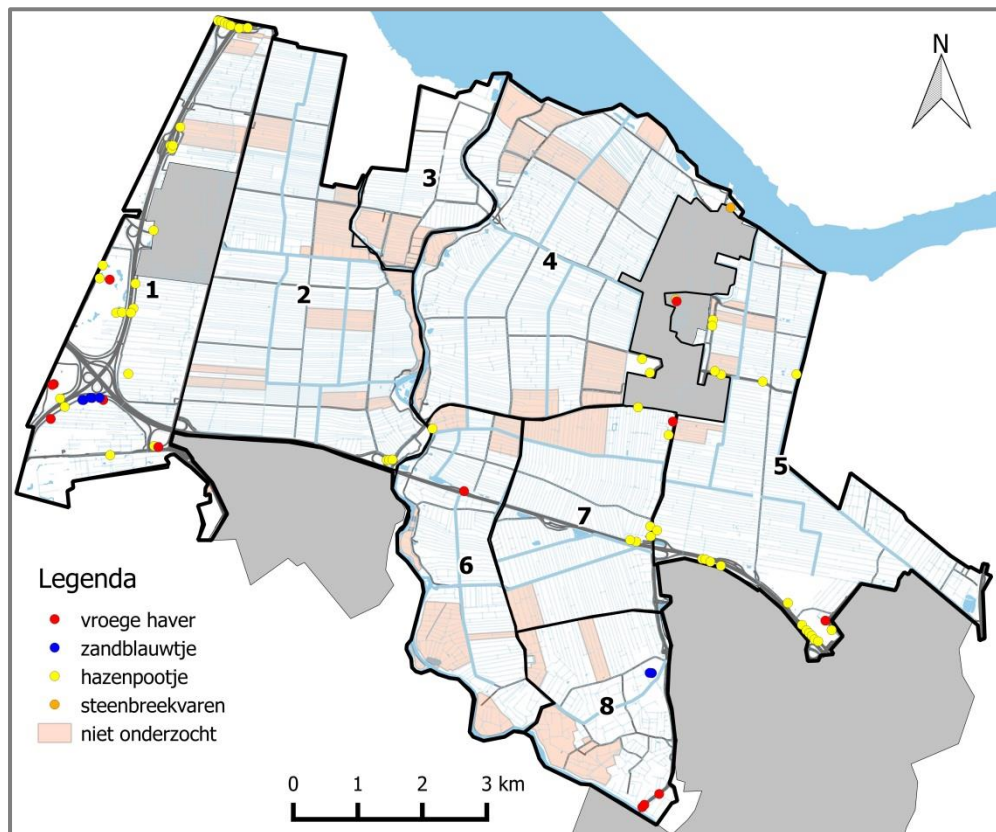 N
3
4
1
2
5
7
6
8
Legenda
vroege haver
zandblauwtje
hazenpootje
steenbreekvaren
niet onderzocht
0 1 2 3 km